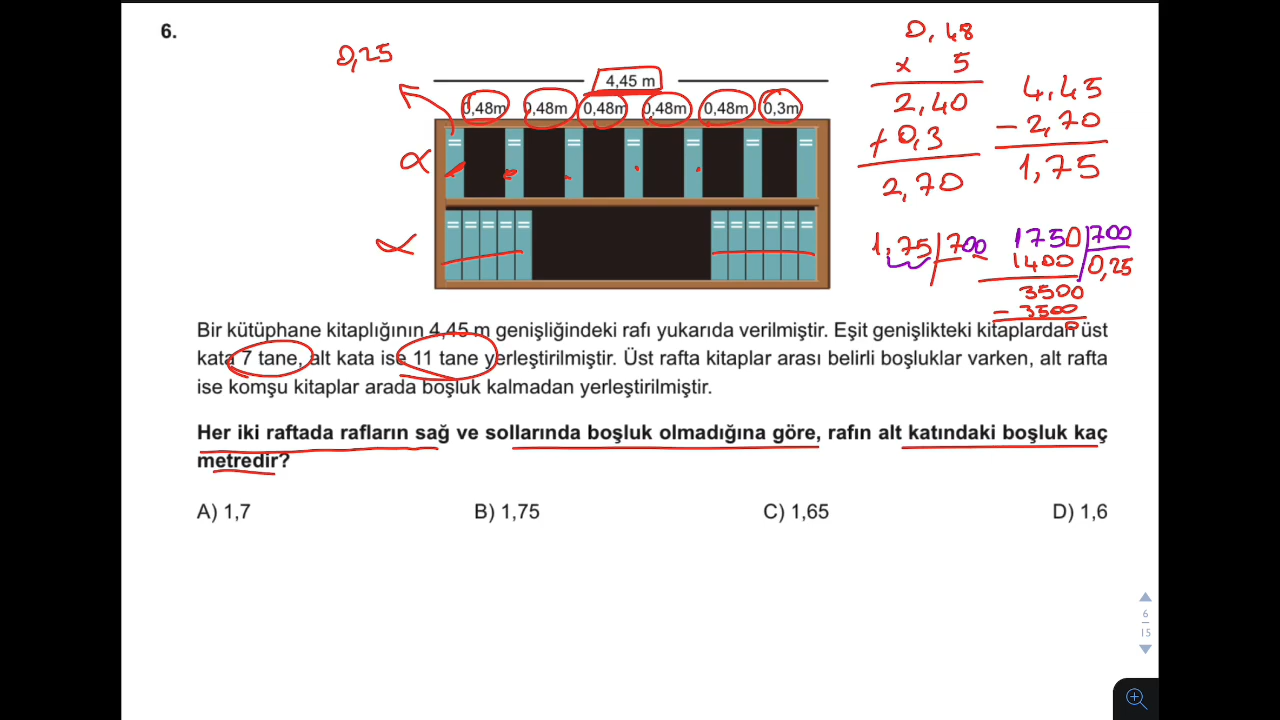 6.
0,25
4,45 m
0,48m 0,48m 0,48m 0,48m 0,48m 0,3m
0,48
x 5
2,40
+ 0,3
2,70
4,45
- 2,70
1,75
1,75 700
1750 700
1400 0,25
3500
- 3500
0
Bir kütüphane kitaplığının 4,45 m genişliğindeki rafı yukarıda verilmiştir. Eşit genişlikteki kitaplardan üst
kata 7 tane, alt kata ise 11 tane yerleştirilmiştir. Üst rafta kitaplar arası belirli boşluklar varken, alt rafta
ise komşu kitaplar arada boşluk kalmadan yerleştirilmiştir.
Her iki raftada rafların sağ ve sollarında boşluk olmadığına göre, rafın alt katındaki boşluk kaç
metredir?
A) 1,7 B) 1,75 C) 1,65 D) 1,6
6
15